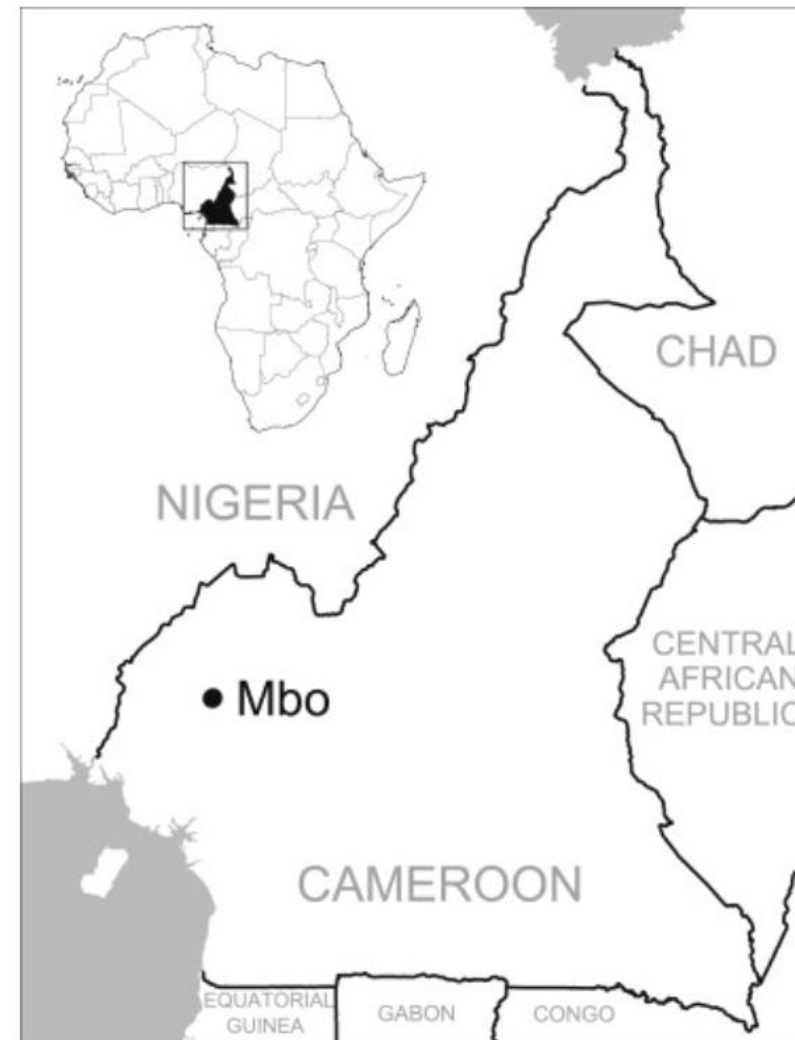 CHAD
NIGERIA
CENTRAL
AFRICAN
REPUBLIC
Mbo
CAMEROON
EQUATORIAL
GUINEA
GABON
CONGO